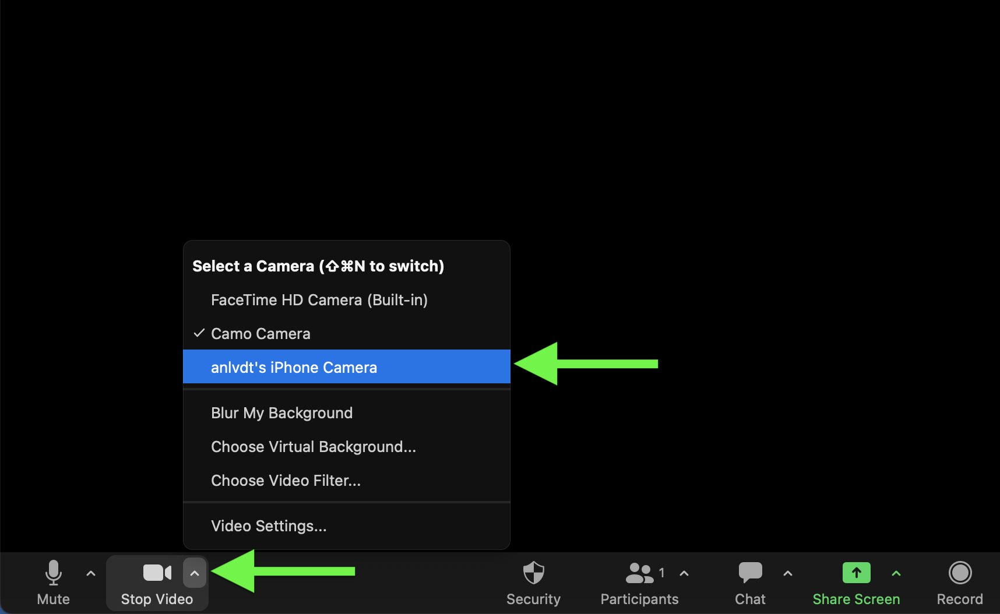 Select a Camera (⇧⌘N to switch)
FaceTime HD Camera (Built-in)
✓ Camo Camera
anlvdt's iPhone Camera
Blur My Background
Choose Virtual Background...
Choose Video Filter...
Video Settings...
1
Mute
Stop Video
Security
Participants
Chat
Share Screen
Record